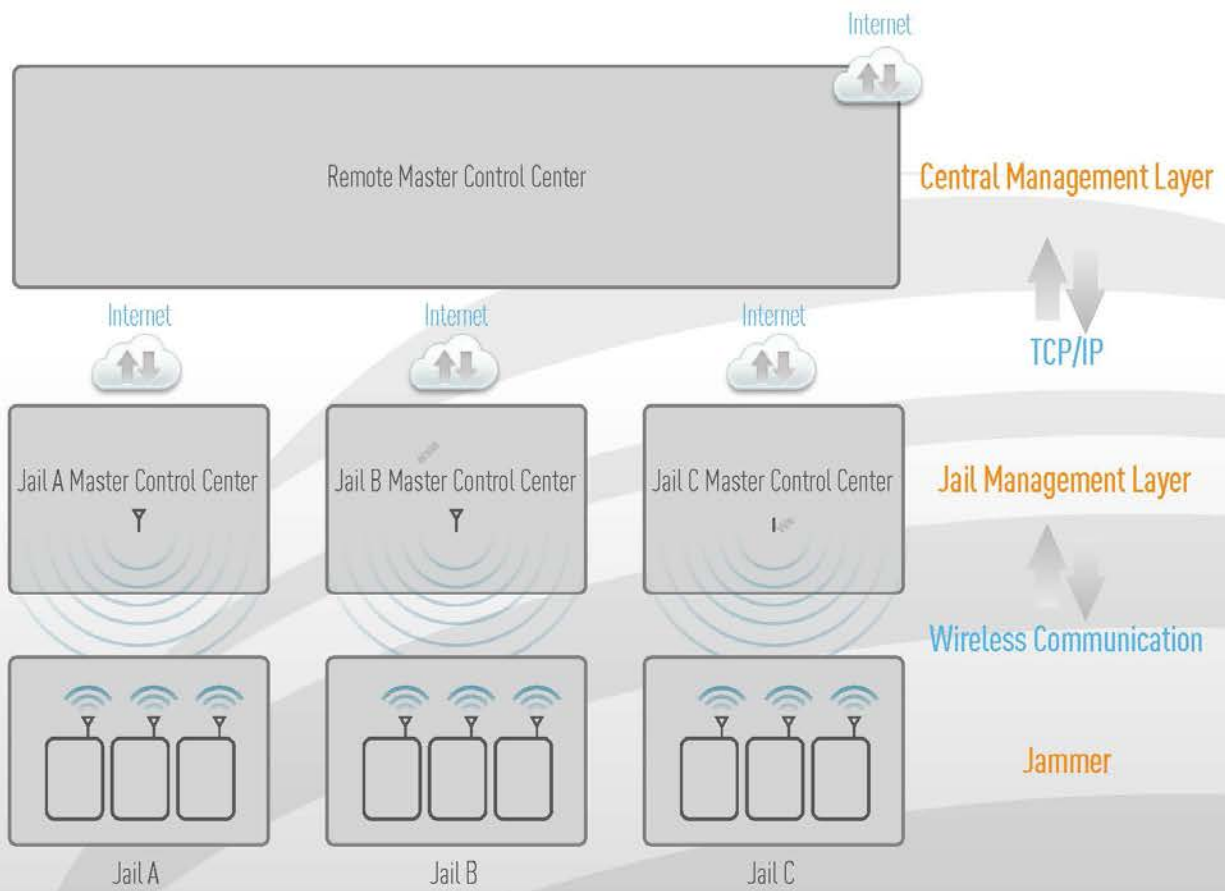 Internet
Remote Master Control Center
Central Management Layer
Internet
Internet
Internet
TCP/IP
Jail A Master Control Center
Jail B Master Control Center
Jail C Master Control Center
Jail Management Layer
Wireless Communication
Jammer
Jail A
Jail B
Jail C